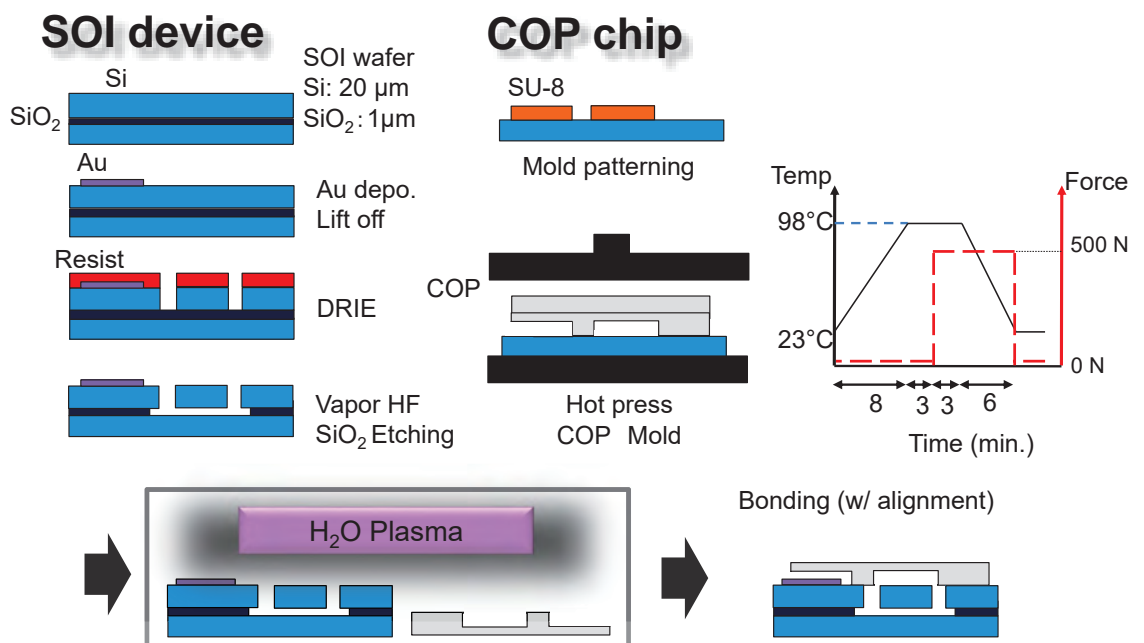 SOI device
Si
SiO₂
SOI wafer
Si: 20 μm
SiO₂: 1μm
Au
Au depo.
Lift off
Resist
DRIE
Vapor HF
SiO₂ Etching
COP chip
SU-8
Mold patterning
COP
Hot press
COP Mold
Temp
Force
98°C
500 N
23°C
0 N
8
3
3
6
Time (min.)
H₂O Plasma
Bonding (w/ alignment)